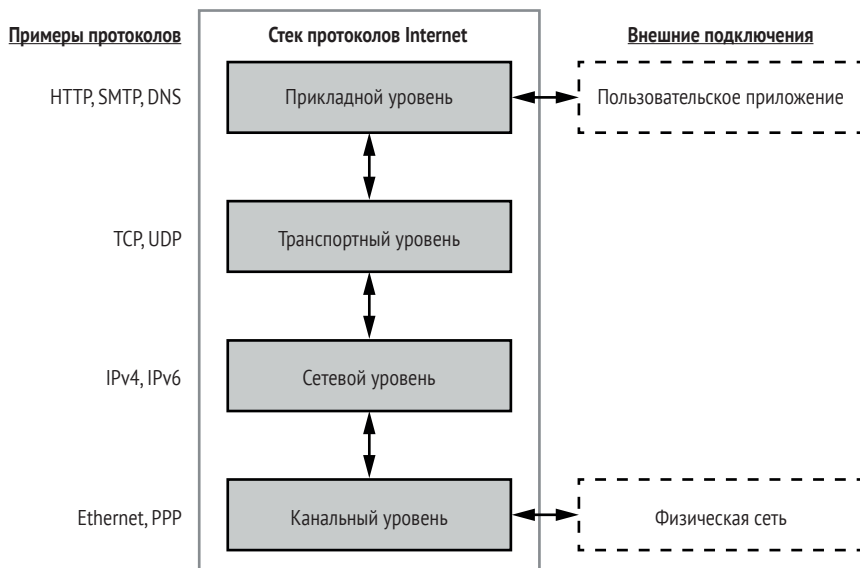 Примеры протоколов
Стек протоколов Internet
Внешние подключения
HTTP, SMTP, DNS
Прикладной уровень
Пользовательское приложение
TCP, UDP
Транспортный уровень
IPv4, IPv6
Сетевой уровень
Ethernet, PPP
Канальный уровень
Физическая сеть